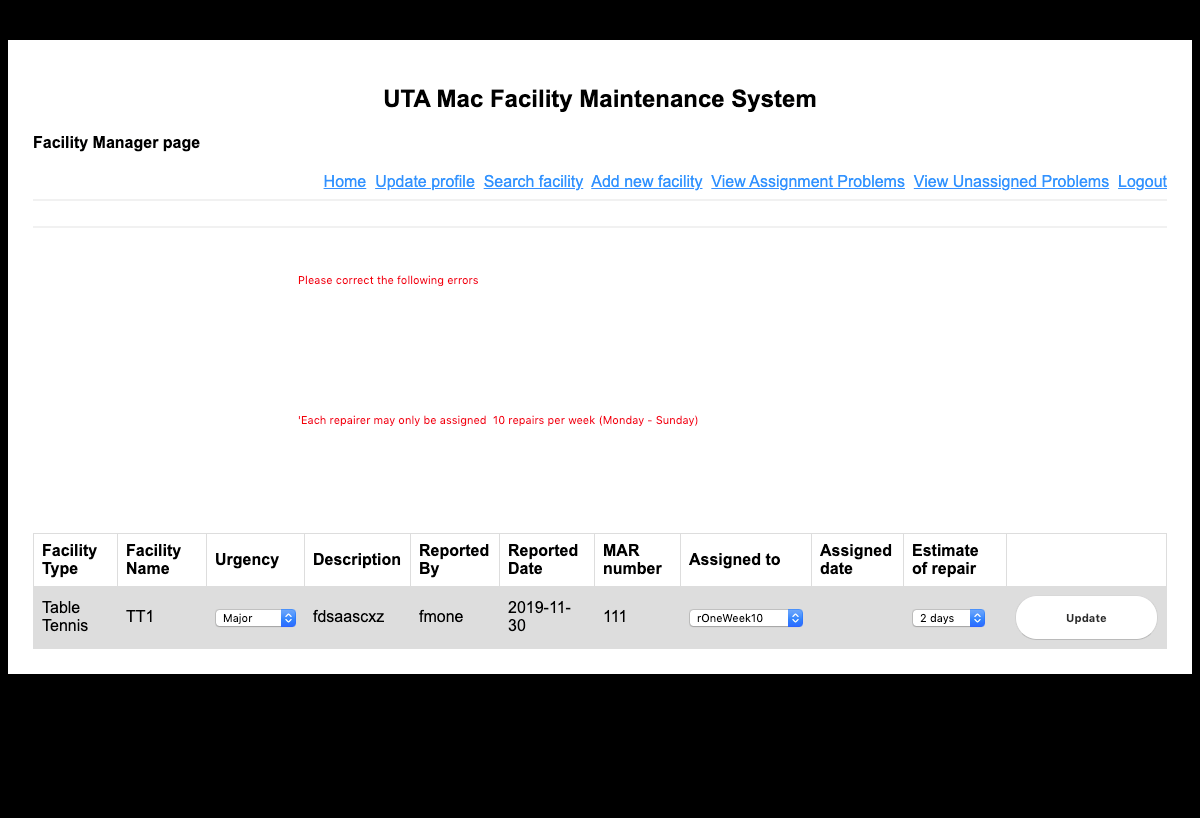 UTA Mac Facility Maintenance System
Facility Manager page
Home Update profile Search facility Add new facility View Assignment Problems View Unassigned Problems Logout
Please correct the following errors
'Each repairer may only be assigned  10 repairs per week (Monday - Sunday)
Facility Type Facility Name Urgency Description Reported By Reported Date MAR number Assigned to Assigned date Estimate of repair
Table Tennis TT1 Major fdsaascxz fmone 2019-11-30 111 rOneWeek10 2 days Update